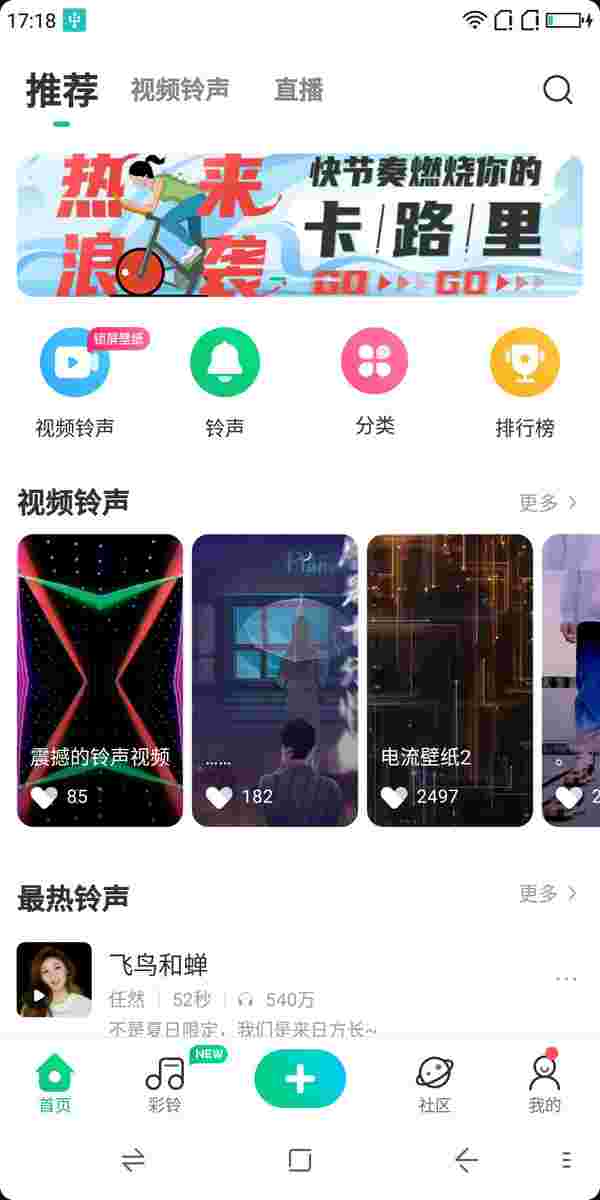 17:18
推荐 视频铃声 直播
热浪来袭
快节奏燃烧你的
卡路里
GO GO
锁屏壁纸
视频铃声 铃声 分类 排行榜
视频铃声 更多
震撼的铃声视频 …… 电流壁纸2 。
85 182 2497 2
最热铃声 更多
飞鸟和蝉
任然 52秒 540万
不是夏日限定，我们是来日方长~
NEW
首页 彩铃 社区 我的